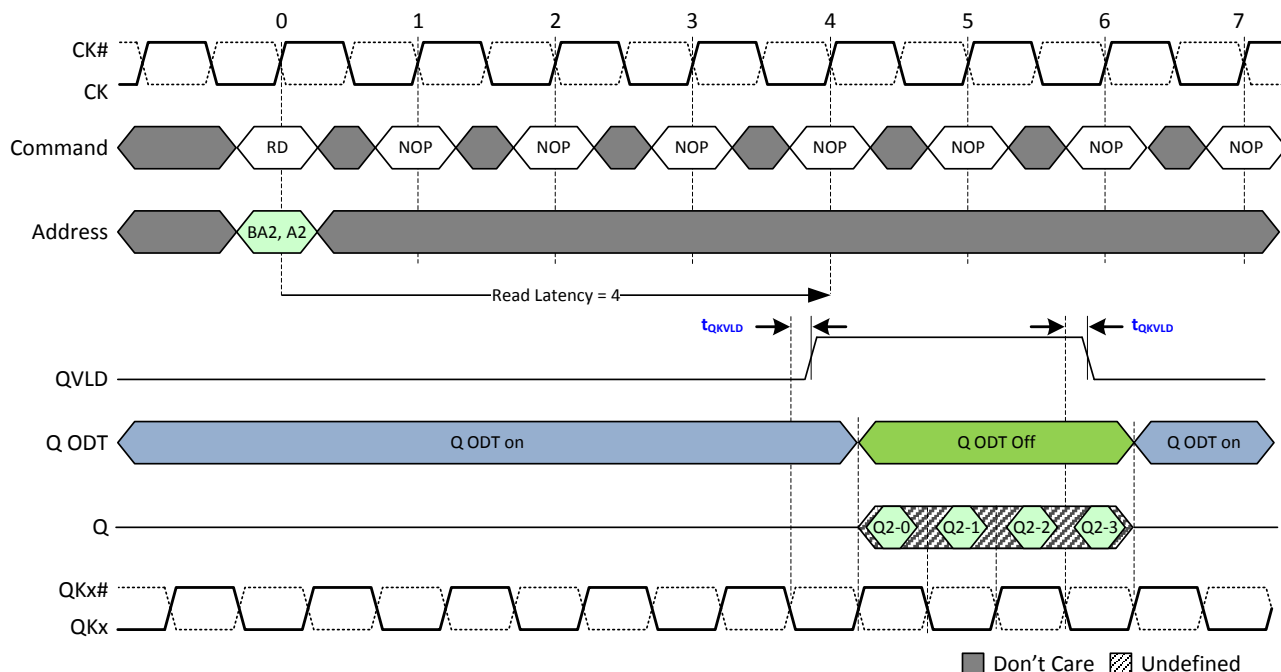 0 1 2 3 4 5 6 7
CK#
CK
Command RD NOP NOP NOP NOP NOP NOP NOP
Address BA2, A2
Read Latency = 4
tQKVLD tQKVLD
QVLD
Q ODT Q ODT on Q ODT Off Q ODT on
Q Q2-0 Q2-1 Q2-2 Q2-3
QKx#
QKx
Don't Care Undefined